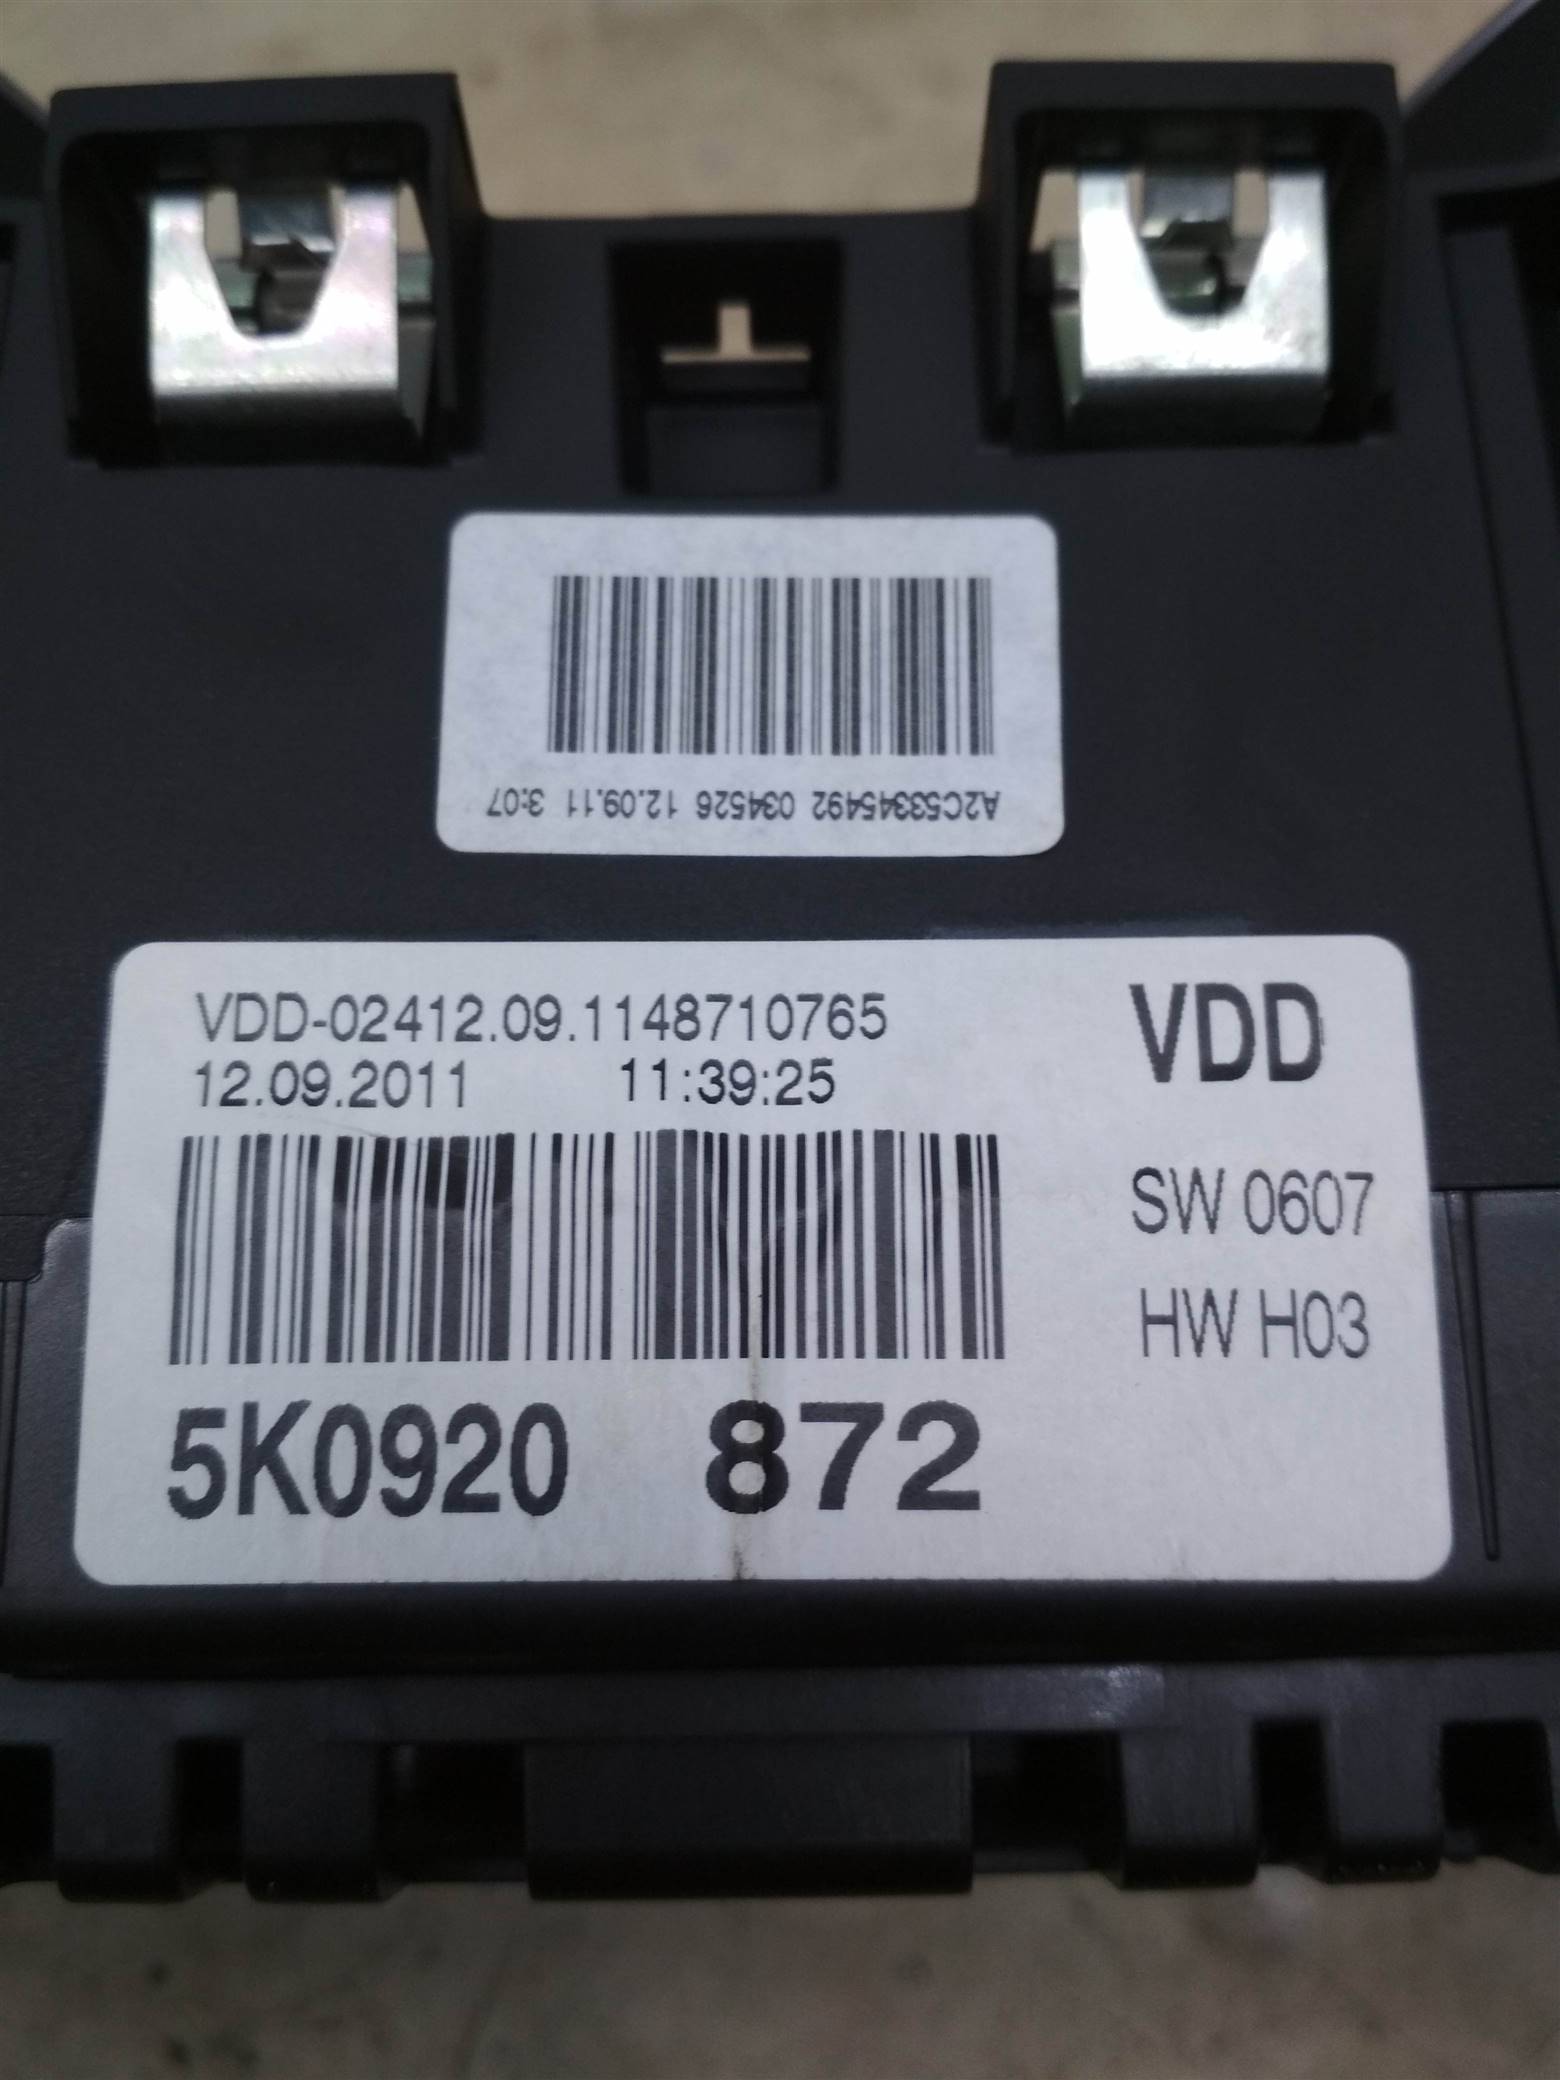 A2C53345492 034526 12.09.11 3:07
VDD-02412.09.1148710765
12.09.2011 11:39:25
VDD
SW 0607
HW H03
5K0920 872